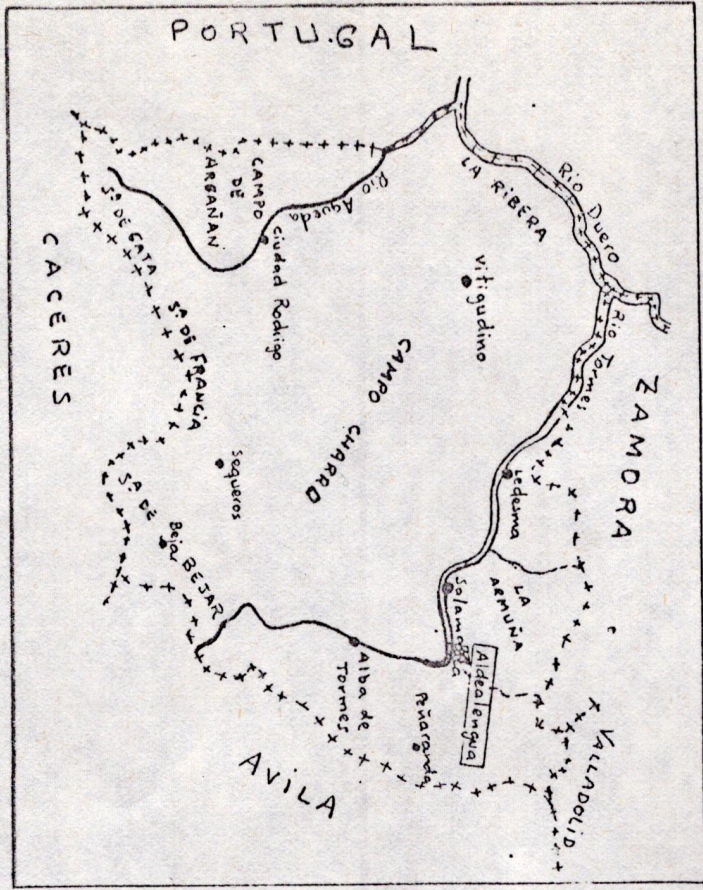 PORTUGAL
Rio Duero
LA RIBERA
CAMPO
DE
ARGAÑAN
Rio
Agueda
Ciudad Rodrigo
Vitigudino
Sª DE GATA
Sª DE FRANCIA
CACERES
CAMPO CHARRO
Rio Tormes
ZAMORA
Ledesma
Sequeros
Sª DE BEJAR
Bejar
LA
ARMUÑA
Salamanca
Aldealengua
Alba de
Tormes
Peñaranda
AVILA
VALLADOLID